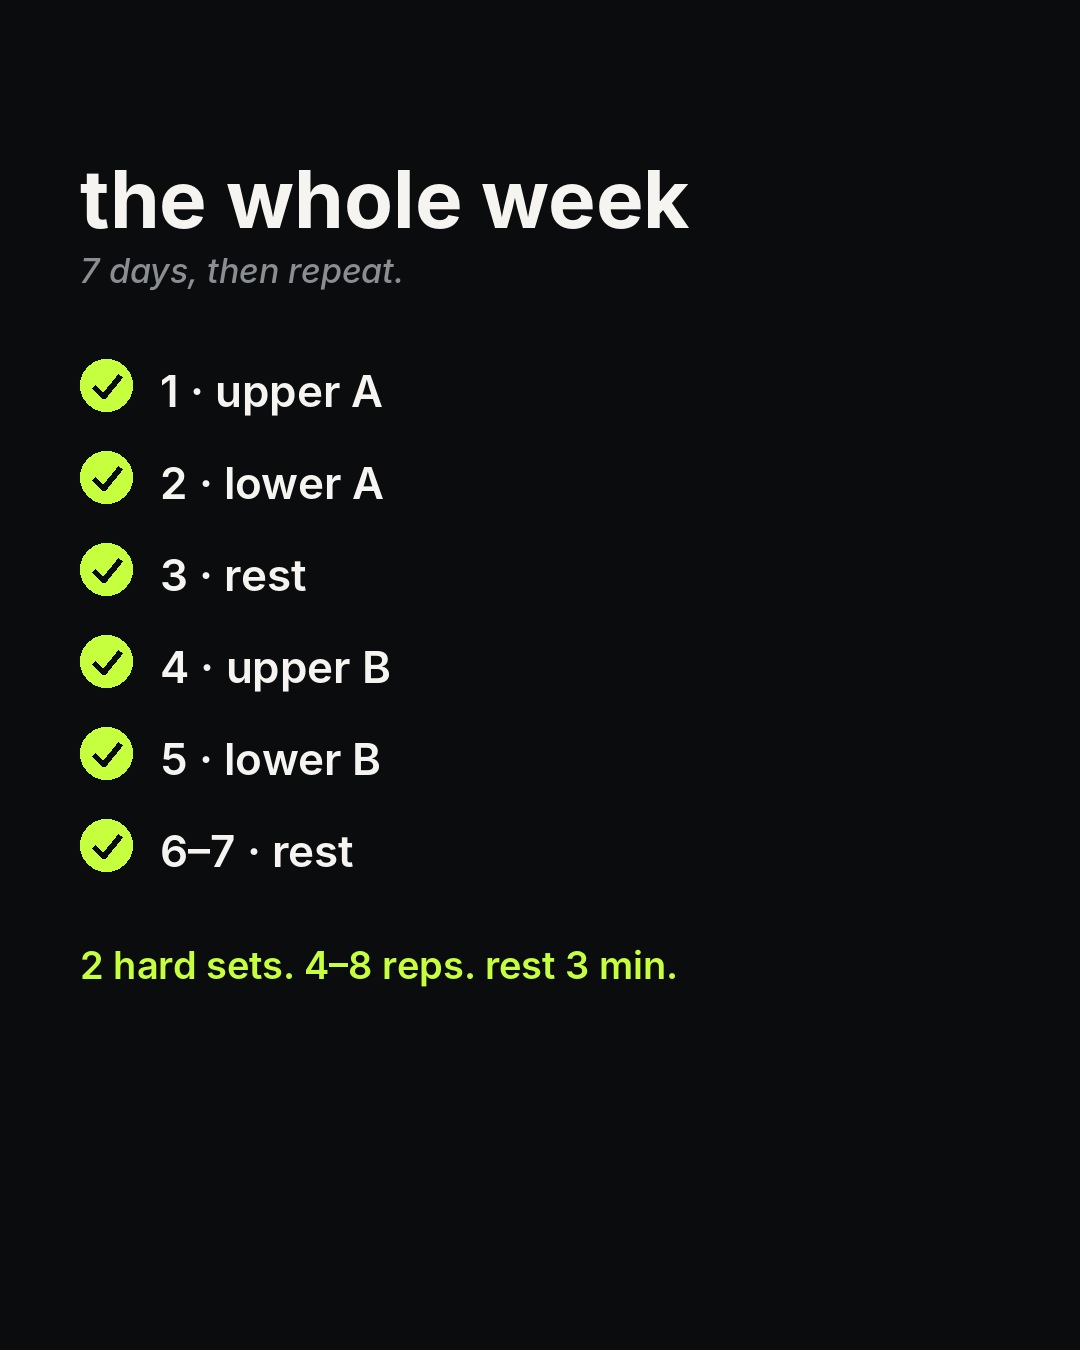 the whole week
7 days, then repeat.
1 · upper A
2 · lower A
3 · rest
4 · upper B
5 · lower B
6–7 · rest
2 hard sets. 4–8 reps. rest 3 min.